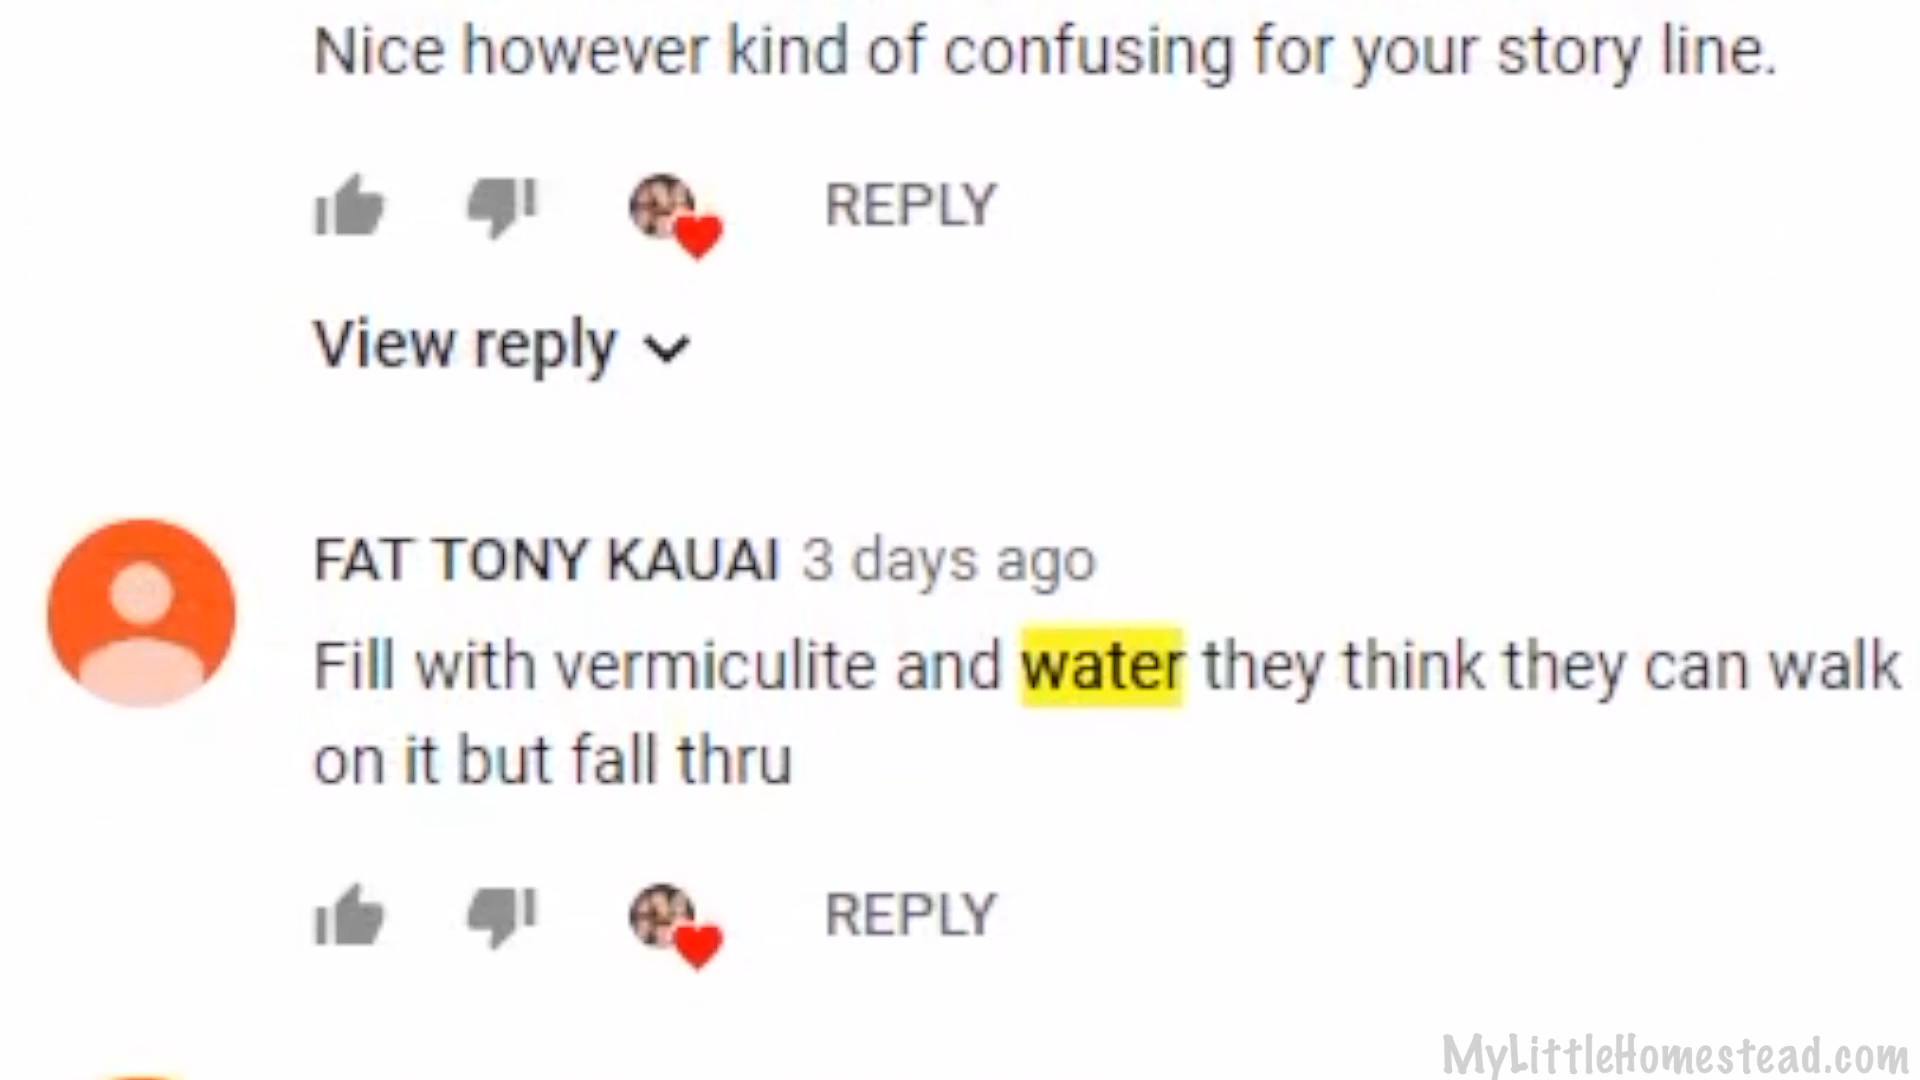 Nice however kind of confusing for your story line.
REPLY
View reply
FAT TONY KAUAI 3 days ago
Fill with vermiculite and water they think they can walk
on it but fall thru
REPLY
MyLittleHomestead.com